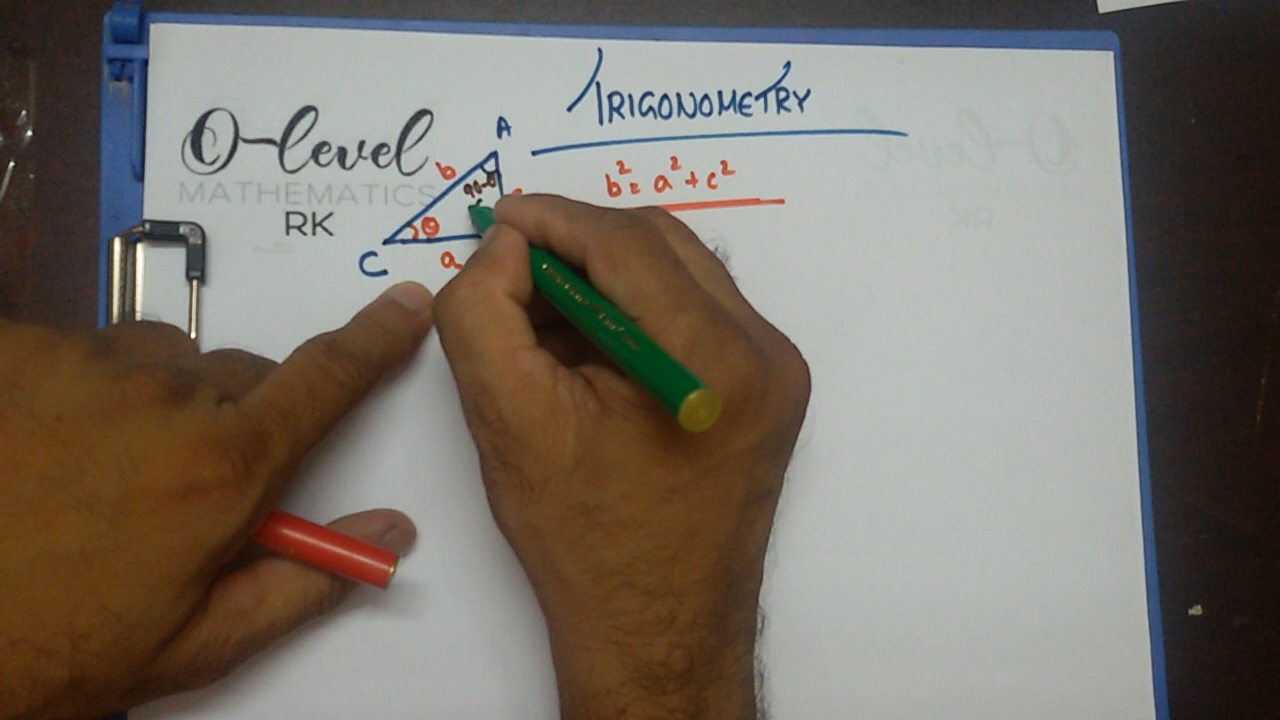 TRIGONOMETRY
O-level
MATHEMATICS
RK
A
b
90-θ
θ
C
a
b² = a² + c²